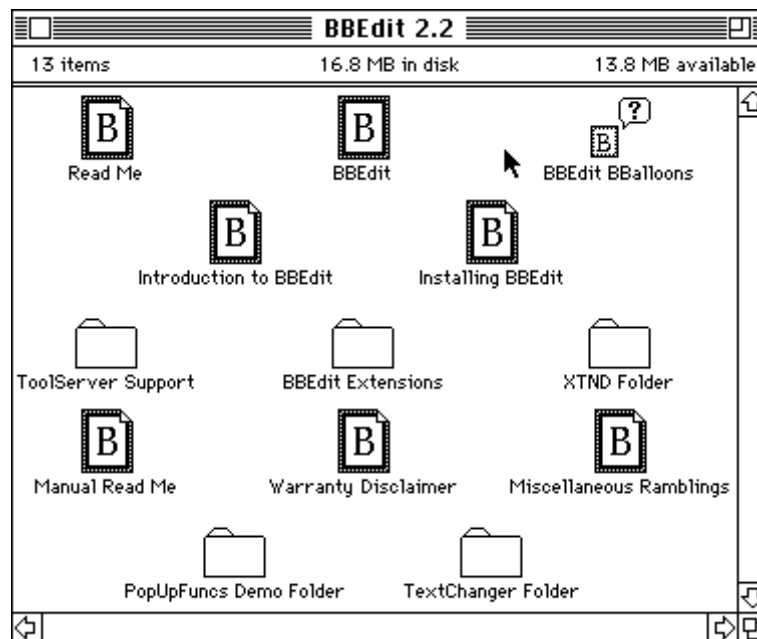 BBEdit 2.2
13 items 16.8 MB in disk 13.8 MB available
B B ? B
Read Me BBEdit BBEdit BBalloons
B B
Introduction to BBEdit Installing BBEdit
ToolServer Support BBEdit Extensions XTND Folder
B B B
Manual Read Me Warranty Disclaimer Miscellaneous Ramblings
PopUpFuncs Demo Folder TextChanger Folder